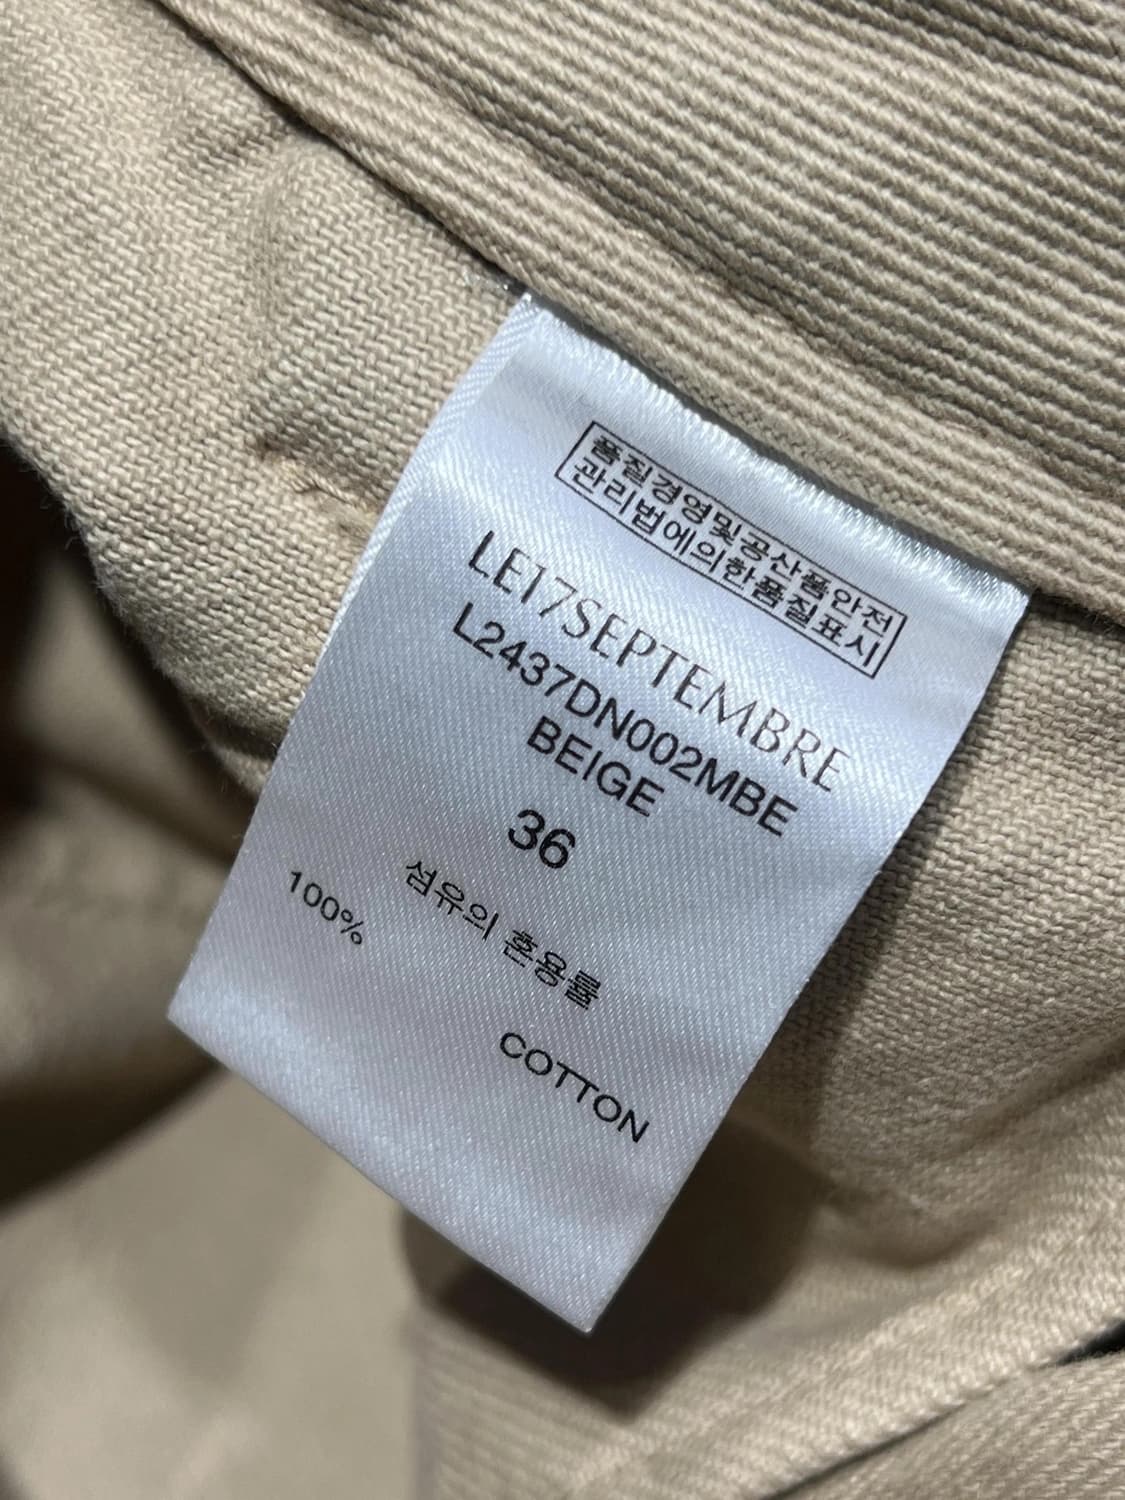 품질경영및공산품안전
관리법에의한품질표시
LE17SEPTEMBRE
L2437DN002MBE
BEIGE
36
섬유의 혼용률
100%
COTTON